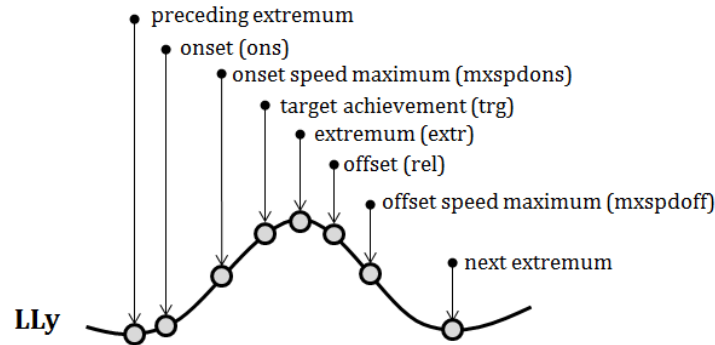 preceding extremum
onset (ons)
onset speed maximum (mxspdons)
target achievement (trg)
extremum (extr)
offset (rel)
offset speed maximum (mxspdoff)
next extremum
LLy